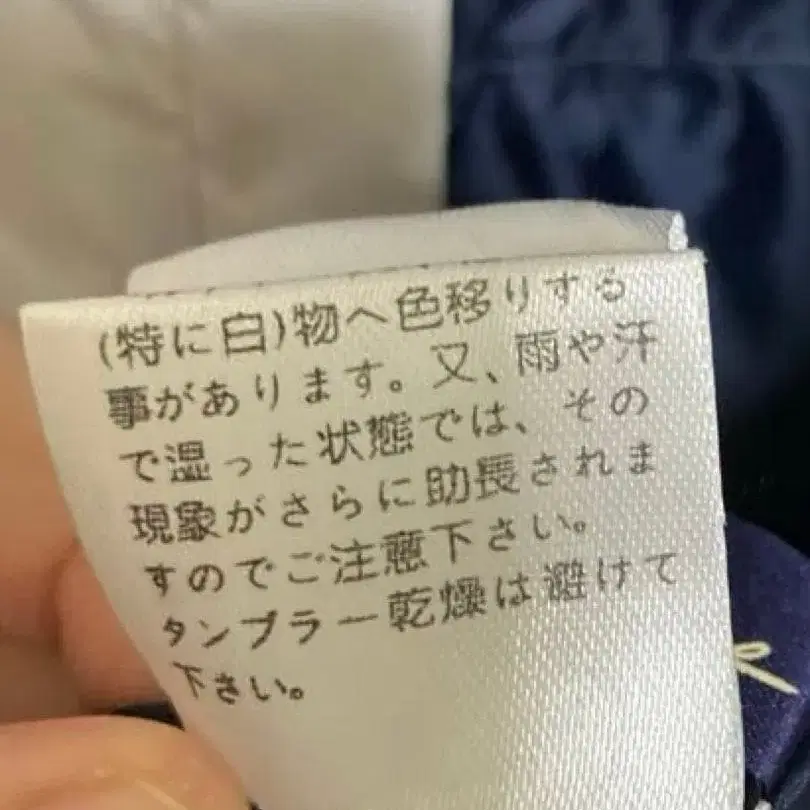 (特に白)物へ色移りする
事があります。又、雨や汗
で湿った状態では、その
現象がさらに助長されま
すのでご注意下さい。
タンブラー乾燥は避けて
下さい。